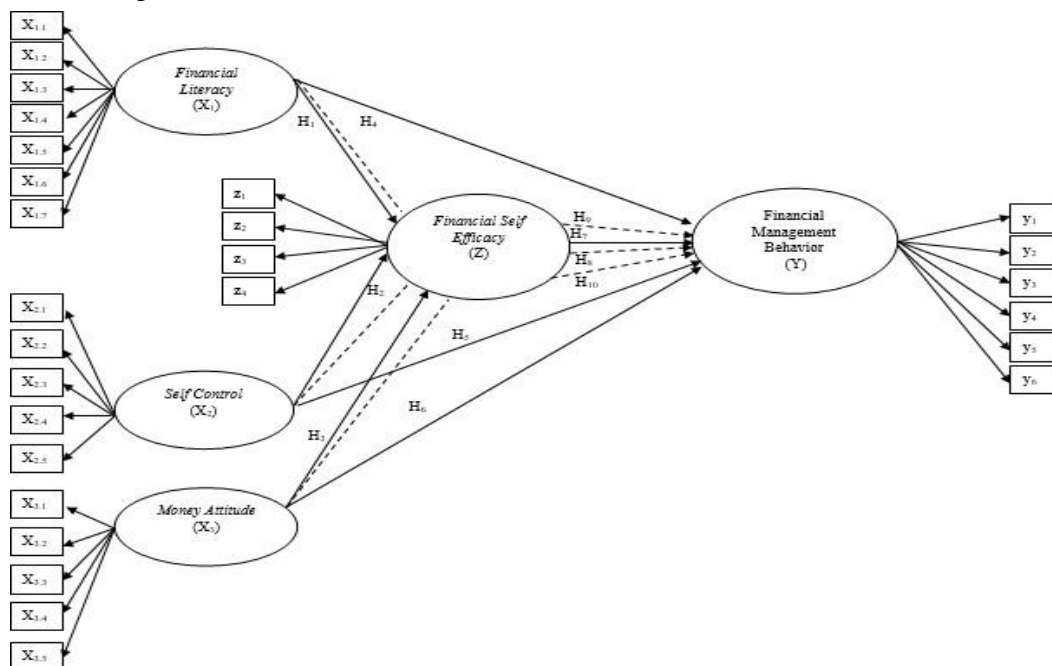 X1.1
X1.2
X1.3
X1.4
X1.5
X1.6
X1.7
Financial
Literacy
(X1)
H1
H4
z1
z2
z3
z4
Financial Self
Efficacy
(Z)
H9
H7
H8
H10
Financial
Management
Behavior
(Y)
y1
y2
y3
y4
y5
y6
X2.1
X2.2
X2.3
X2.4
X2.5
Self Control
(X2)
H2
H5
H3
H6
X3.1
X3.2
X3.3
X3.4
X3.5
Money Attitude
(X3)